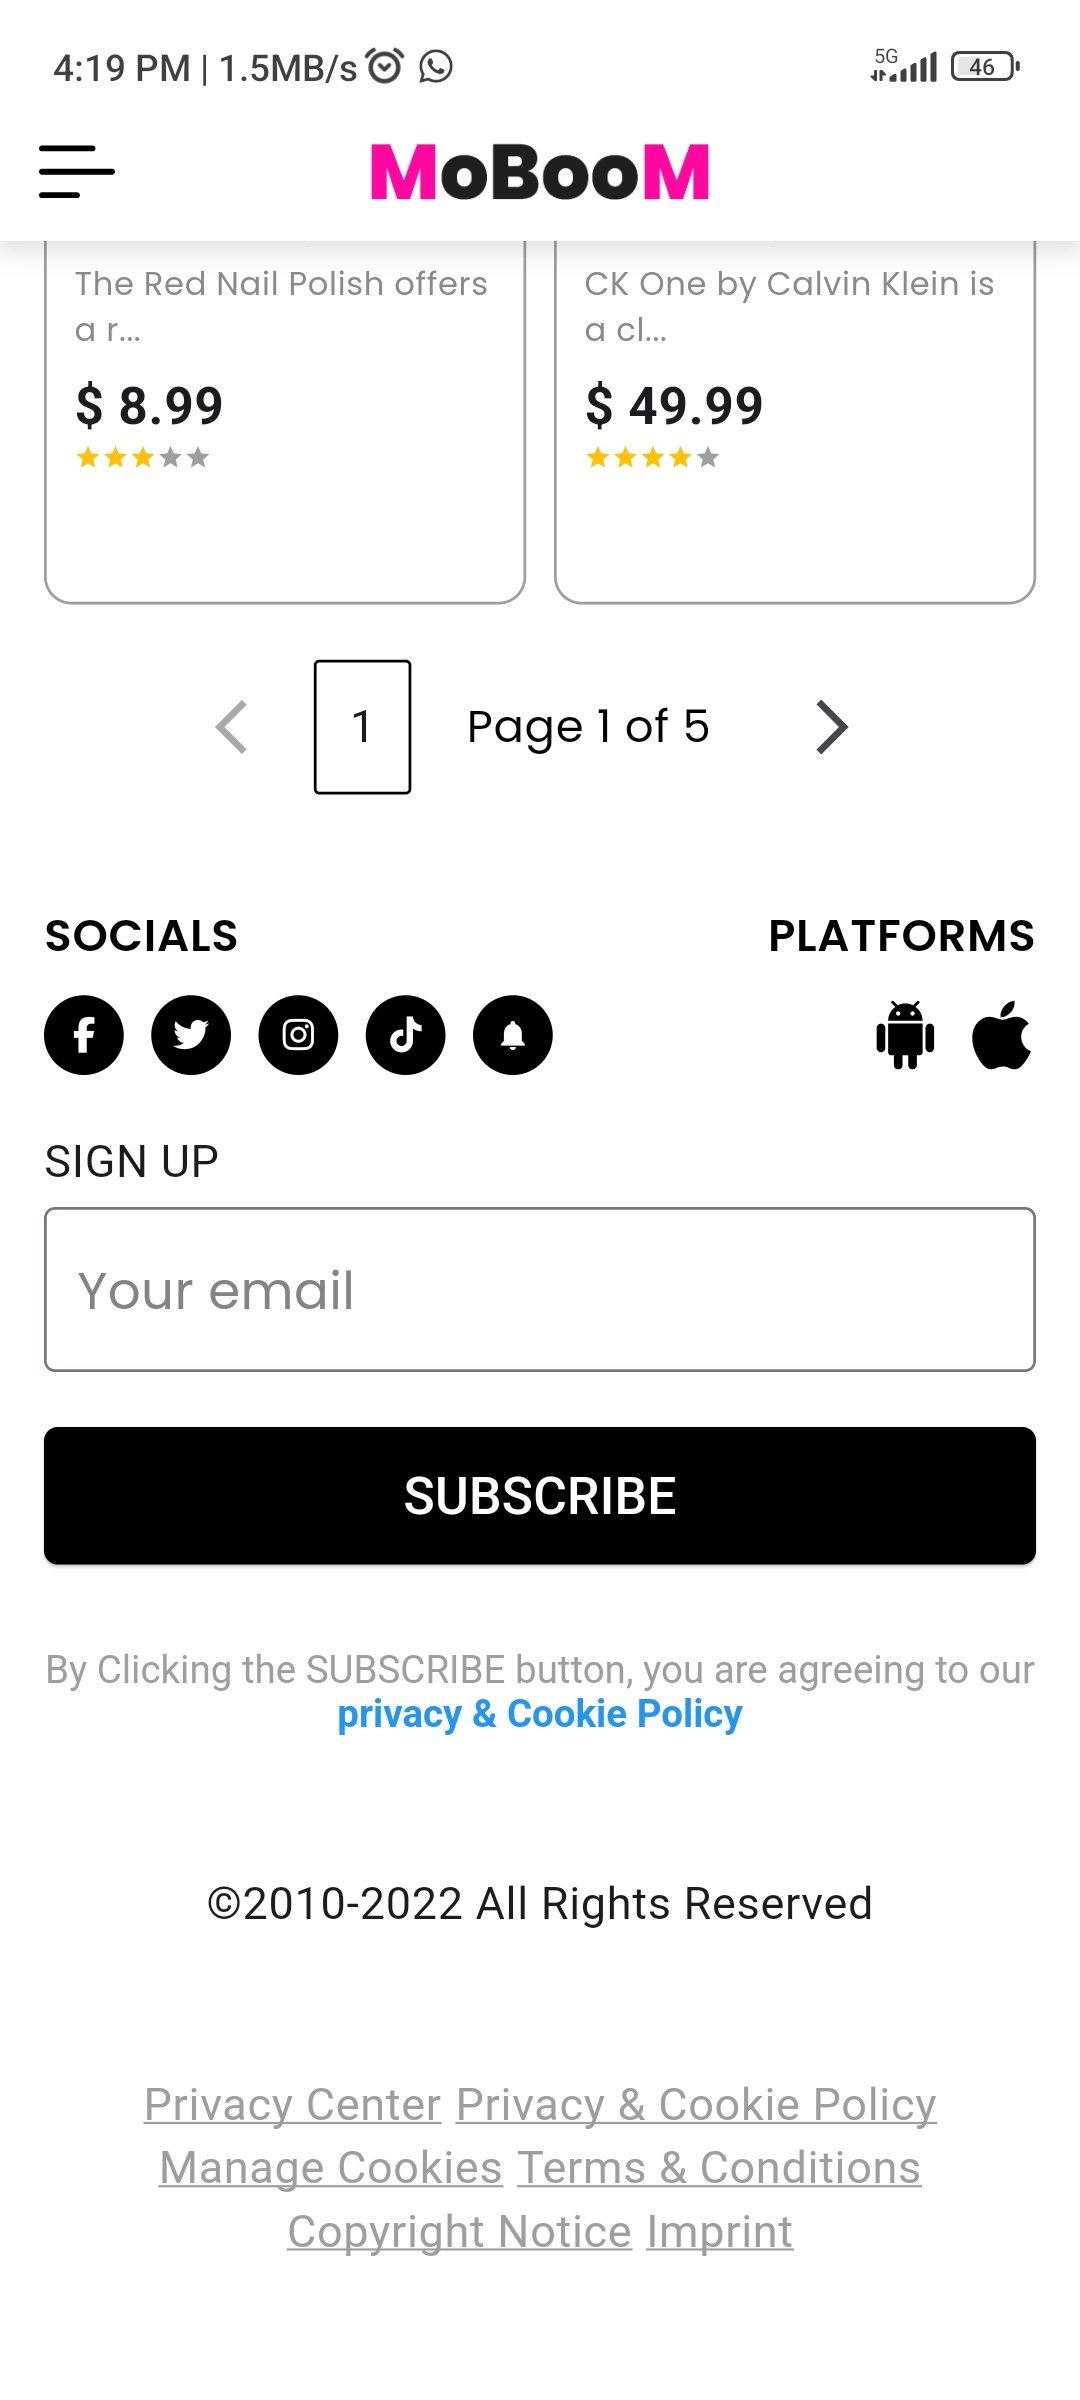 4:19 PM | 1.5MB/s
5G
46
MoBooM
The Red Nail Polish offers
a r...
$ 8.99
CK One by Calvin Klein is
a cl...
$ 49.99
1
Page 1 of 5
SOCIALS
PLATFORMS
SIGN UP
Your email
SUBSCRIBE
By Clicking the SUBSCRIBE button, you are agreeing to our
privacy & Cookie Policy
©2010-2022 All Rights Reserved
Privacy Center Privacy & Cookie Policy
Manage Cookies Terms & Conditions
Copyright Notice Imprint